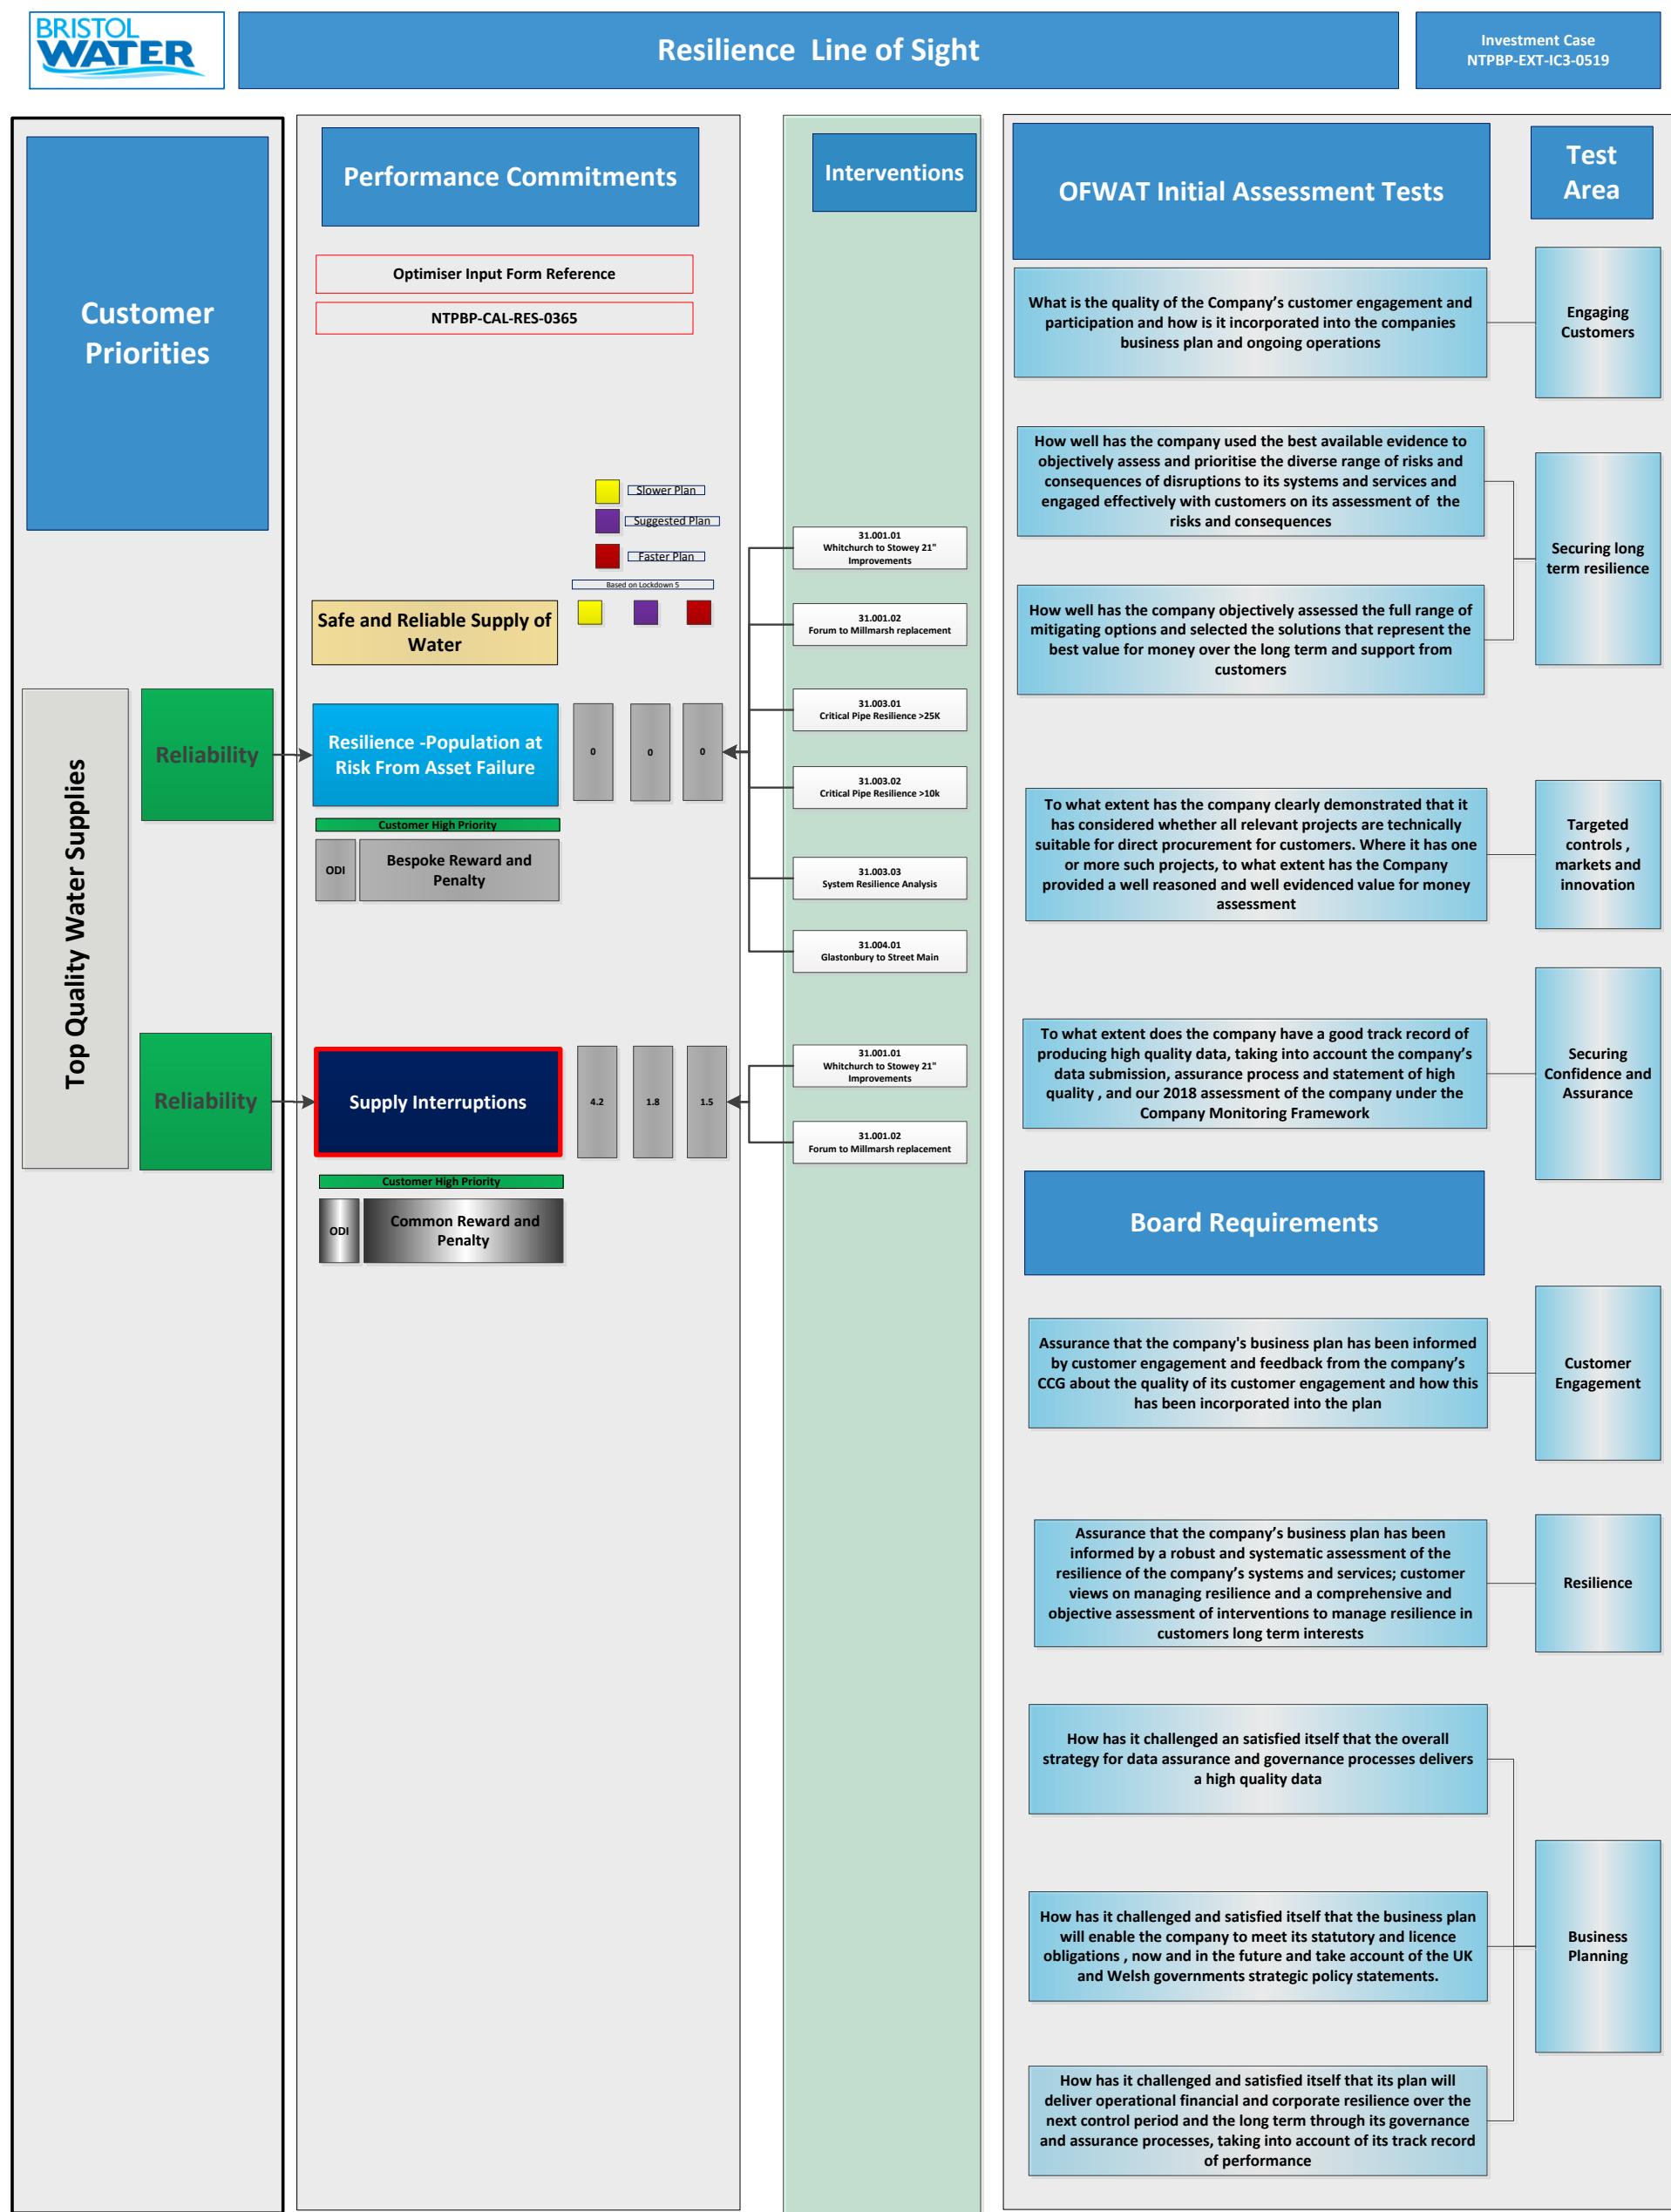 BRISTOL
WATER
Resilience Line of Sight
Investment Case
NTPBP-EXT-IC3-0519
Customer
Priorities
Top Quality Water Supplies
Reliability
Reliability
Performance Commitments
Optimiser Input Form Reference
NTPBP-CAL-RES-0365
Slower Plan
Suggested Plan
Faster Plan
Based on Lockdown 5
Safe and Reliable Supply of
Water
Resilience -Population at
Risk From Asset Failure
0
0
0
Customer High Priority
ODI
Bespoke Reward and
Penalty
Supply Interruptions
4.2
1.8
1.5
Customer High Priority
ODI
Common Reward and
Penalty
Interventions
31.001.01
Whitchurch to Stowey 21"
Improvements
31.001.02
Forum to Millmarsh replacement
31.003.01
Critical Pipe Resilience >25K
31.003.02
Critical Pipe Resilience >10k
31.003.03
System Resilience Analysis
31.004.01
Glastonbury to Street Main
31.001.01
Whitchurch to Stowey 21"
Improvements
31.001.02
Forum to Millmarsh replacement
OFWAT Initial Assessment Tests
Test
Area
What is the quality of the Company's customer engagement and
participation and how is it incorporated into the companies
business plan and ongoing operations
Engaging
Customers
How well has the company used the best available evidence to
objectively assess and prioritise the diverse range of risks and
consequences of disruptions to its systems and services and
engaged effectively with customers on its assessment of the
risks and consequences
Securing long
term resilience
How well has the company objectively assessed the full range of
mitigating options and selected the solutions that represent the
best value for money over the long term and support from
customers
To what extent has the company clearly demonstrated that it
has considered whether all relevant projects are technically
suitable for direct procurement for customers. Where it has one
or more such projects, to what extent has the Company
provided a well reasoned and well evidenced value for money
assessment
Targeted
controls ,
markets and
innovation
To what extent does the company have a good track record of
producing high quality data, taking into account the company's
data submission, assurance process and statement of high
quality , and our 2018 assessment of the company under the
Company Monitoring Framework
Securing
Confidence and
Assurance
Board Requirements
Assurance that the company's business plan has been informed
by customer engagement and feedback from the company's
CCG about the quality of its customer engagement and how this
has been incorporated into the plan
Customer
Engagement
Assurance that the company's business plan has been
informed by a robust and systematic assessment of the
resilience of the company's systems and services; customer
views on managing resilience and a comprehensive and
objective assessment of interventions to manage resilience in
customers long term interests
Resilience
How has it challenged an satisfied itself that the overall
strategy for data assurance and governance processes delivers
a high quality data
How has it challenged and satisfied itself that the business plan
will enable the company to meet its statutory and licence
obligations , now and in the future and take account of the UK
and Welsh governments strategic policy statements.
Business
Planning
How has it challenged and satisfied itself that its plan will
deliver operational financial and corporate resilience over the
next control period and the long term through its governance
and assurance processes, taking into account of its track record
of performance